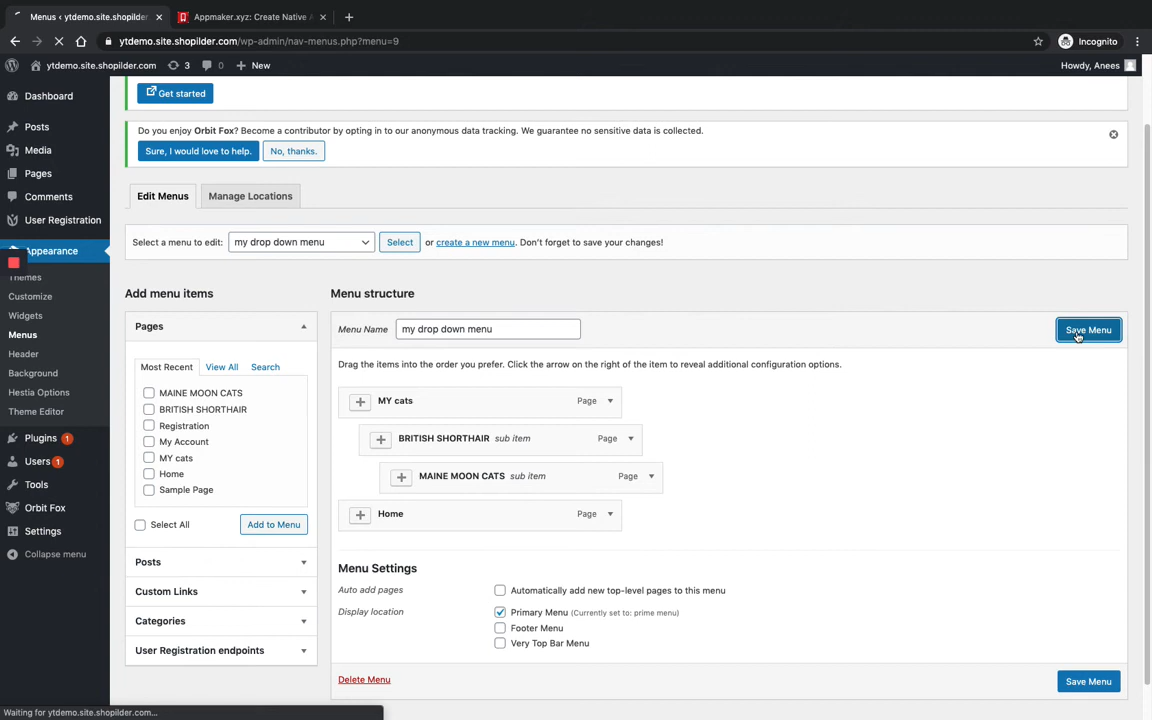 Menus ‹ ytdemo.site.shopilder
Appmaker.xyz: Create Native A
ytdemo.site.shopilder.com/wp-admin/nav-menus.php?menu=9
Incognito
ytdemo.site.shopilder.com
3
0
New
Howdy, Anees
Dashboard
Posts
Media
Pages
Comments
User Registration
Appearance
Themes
Customize
Widgets
Menus
Header
Background
Hestia Options
Theme Editor
Plugins 1
Users 1
Tools
Orbit Fox
Settings
Collapse menu
Get started
Do you enjoy Orbit Fox? Become a contributor by opting in to our anonymous data tracking. We guarantee no sensitive data is collected.
Sure, I would love to help.
No, thanks.
Edit Menus
Manage Locations
Select a menu to edit: my drop down menu Select or create a new menu. Don't forget to save your changes!
Add menu items
Pages
Most Recent View All Search
MAINE MOON CATS
BRITISH SHORTHAIR
Registration
My Account
MY cats
Home
Sample Page
Select All
Add to Menu
Posts
Custom Links
Categories
User Registration endpoints
Menu structure
Menu Name my drop down menu
Save Menu
Drag the items into the order you prefer. Click the arrow on the right of the item to reveal additional configuration options.
MY cats Page
BRITISH SHORTHAIR sub item Page
MAINE MOON CATS sub item Page
Home Page
Menu Settings
Auto add pages
Automatically add new top-level pages to this menu
Display location
Primary Menu (Currently set to: prime menu)
Footer Menu
Very Top Bar Menu
Delete Menu
Save Menu
Waiting for ytdemo.site.shopilder.com...